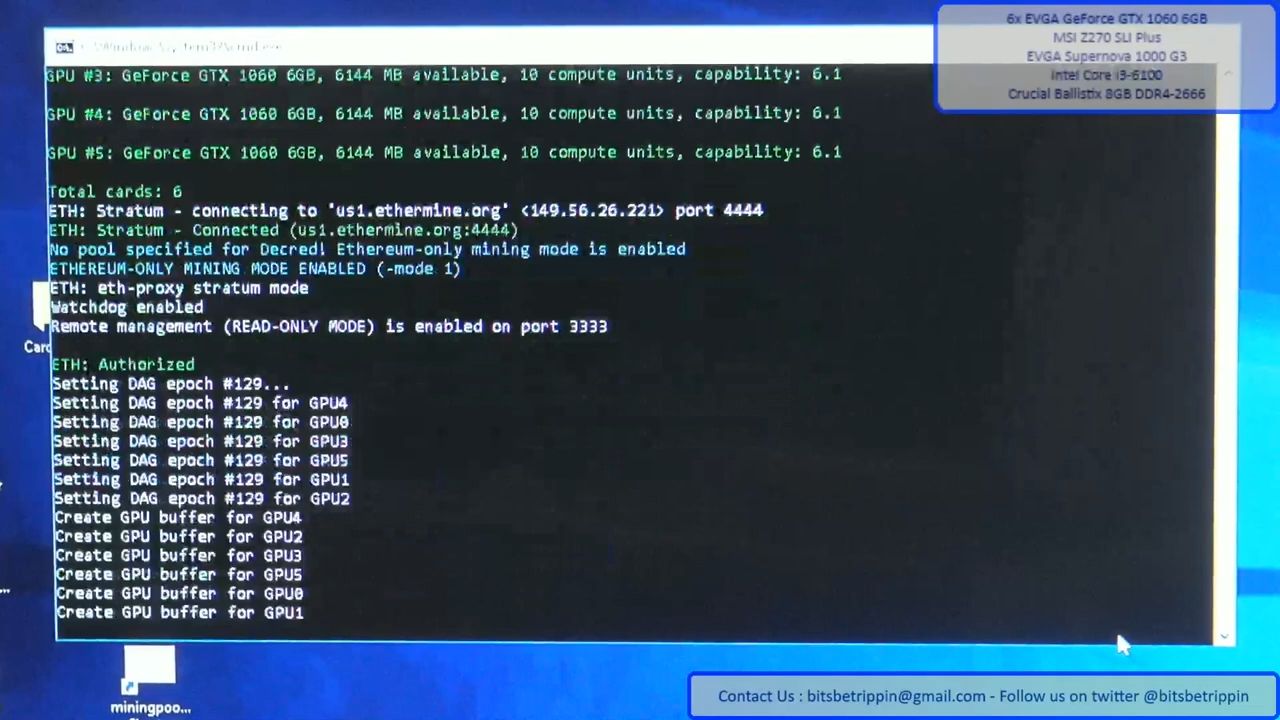 6x EVGA GeForce GTX 1060 6GB
MSI Z270 SLI Plus
EVGA Supernova 1000 G3
Intel Core i3-6100
Crucial Ballistix 8GB DDR4-2666
GPU #3: GeForce GTX 1060 6GB, 6144 MB available, 10 compute units, capability: 6.1
GPU #4: GeForce GTX 1060 6GB, 6144 MB available, 10 compute units, capability: 6.1
GPU #5: GeForce GTX 1060 6GB, 6144 MB available, 10 compute units, capability: 6.1
Total cards: 6
ETH: Stratum - connecting to 'us1.ethermine.org' <149.56.26.221> port 4444
ETH: Stratum - Connected (us1.ethermine.org:4444)
No pool specified for Decred! Ethereum-only mining mode is enabled
ETHEREUM-ONLY MINING MODE ENABLED (-mode 1)
ETH: eth-proxy stratum mode
Watchdog enabled
Remote management (READ-ONLY MODE) is enabled on port 3333
Card
ETH: Authorized
Setting DAG epoch #129...
Setting DAG epoch #129 for GPU4
Setting DAG epoch #129 for GPU0
Setting DAG epoch #129 for GPU3
Setting DAG epoch #129 for GPU5
Setting DAG epoch #129 for GPU1
Setting DAG epoch #129 for GPU2
Create GPU buffer for GPU4
Create GPU buffer for GPU2
Create GPU buffer for GPU3
Create GPU buffer for GPU5
Create GPU buffer for GPU0
Create GPU buffer for GPU1
miningpoo...
Contact Us : bitsbetrippin@gmail.com - Follow us on twitter @bitsbetrippin